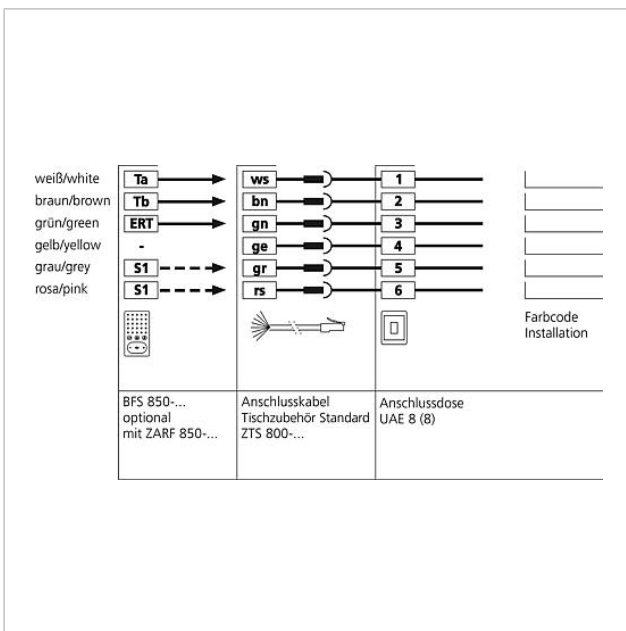 weiß/white Ta ws 1
braun/brown Tb bn 2
grün/green ERT gn 3
gelb/yellow - ge 4
grau/grey S1 gr 5
rosa/pink S1 rs 6
Farbcode
Installation
BFS 850-...
optional
mit ZARF 850-...
Anschlusskabel
Tischzubehör Standard
ZTS 800-...
Anschlussdose
UAE 8 (8)